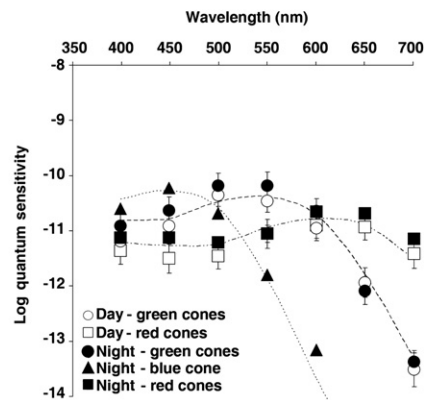 Wavelength (nm)
350 400 450 500 550 600 650 700
-8
-9
-10
-11
-12
-13
-14
Log quantum sensitivity
Day - green cones
Day - red cones
Night - green cones
Night - blue cone
Night - red cones